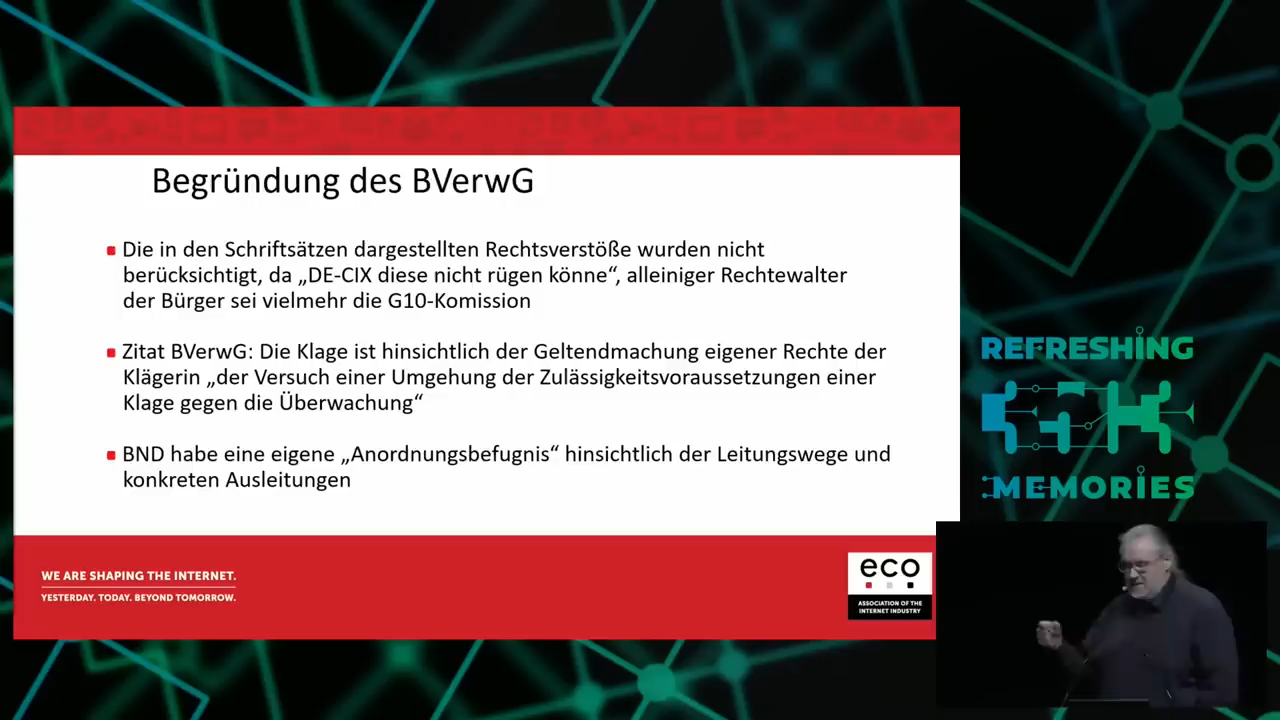 Begründung des BVerwG
Die in den Schriftsätzen dargestellten Rechtsverstöße wurden nicht
berücksichtigt, da „DE-CIX diese nicht rügen könne“, alleiniger Rechtewalter
der Bürger sei vielmehr die G10-Komission
Zitat BVerwG: Die Klage ist hinsichtlich der Geltendmachung eigener Rechte der
Klägerin „der Versuch einer Umgehung der Zulässigkeitsvoraussetzungen einer
Klage gegen die Überwachung“
BND habe eine eigene „Anordnungsbefugnis“ hinsichtlich der Leitungswege und
konkreten Ausleitungen
WE ARE SHAPING THE INTERNET.
YESTERDAY. TODAY. BEYOND TOMORROW.
eco
ASSOCIATION OF THE
INTERNET INDUSTRY
REFRESHING
MEMORIES